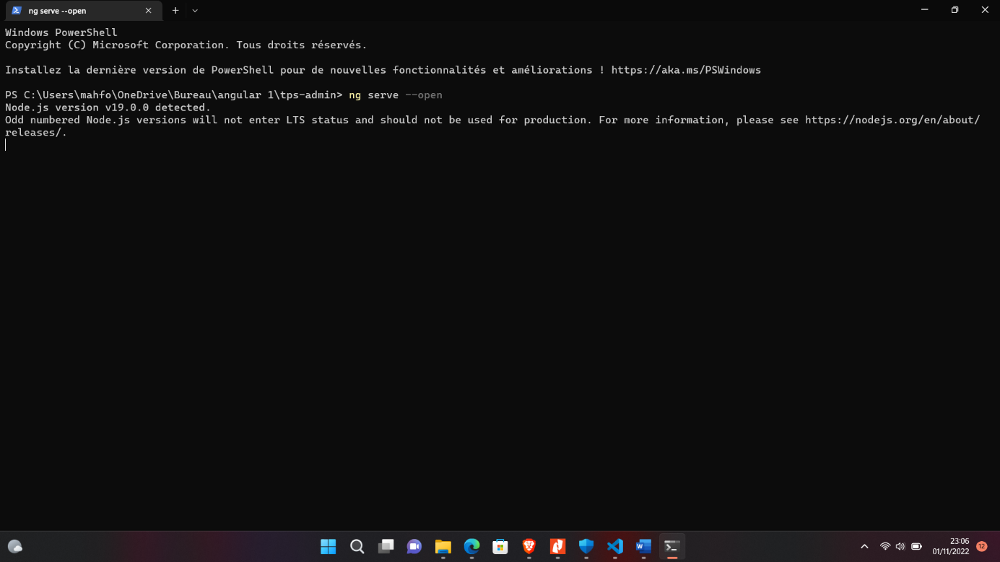 ng serve --open
Windows PowerShell
Copyright (C) Microsoft Corporation. Tous droits réservés.
Installez la dernière version de PowerShell pour de nouvelles fonctionnalités et améliorations ! https://aka.ms/PSWindows
PS C:\Users\mahfo\OneDrive\Bureau\angular 1\tps-admin> ng serve --open
Node.js version v19.0.0 detected.
Odd numbered Node.js versions will not enter LTS status and should not be used for production. For more information, please see https://nodejs.org/en/about/
releases/.
23:06
01/11/2022
12